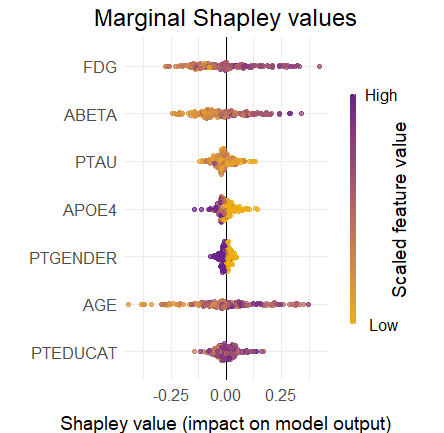 Marginal Shapley values
FDG
ABETA
PTAU
APOE4
PTGENDER
AGE
PTEDUCAT
-0.25 0.00 0.25
Shapley value (impact on model output)
High
Scaled feature value
Low